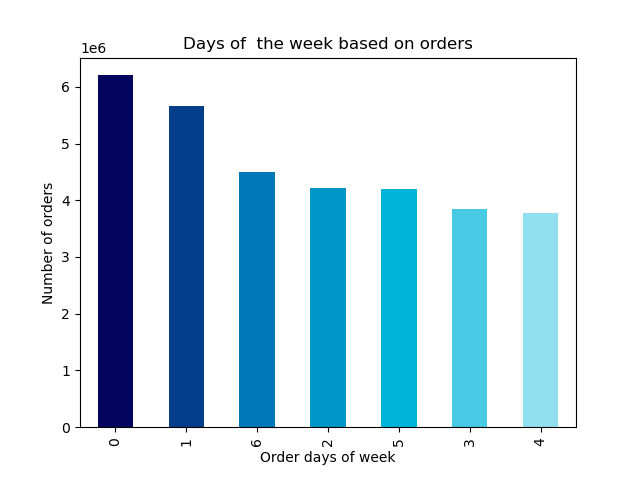 Days of  the week based on orders
1e6
6
5
4
3
2
1
0
Number of orders
0 1 6 2 5 3 4
Order days of week